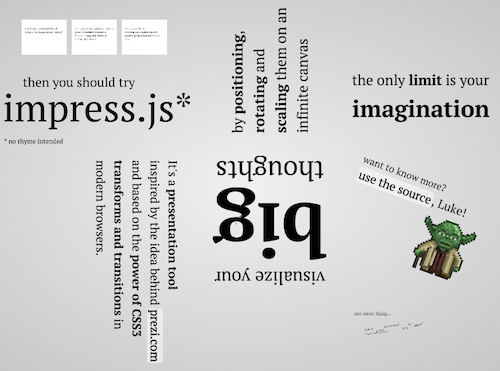 then you should try
impress.js*
* no rhyme intended
by positioning,
rotating and
scaling them on an
infinite canvas
the only limit is your
imagination
It's a presentation tool
inspired by the idea behind prezi.com
and based on the power of CSS3
transforms and transitions in
modern browsers.
visualize your
big
thoughts
want to know more?
use the source, Luke!
one more thing...